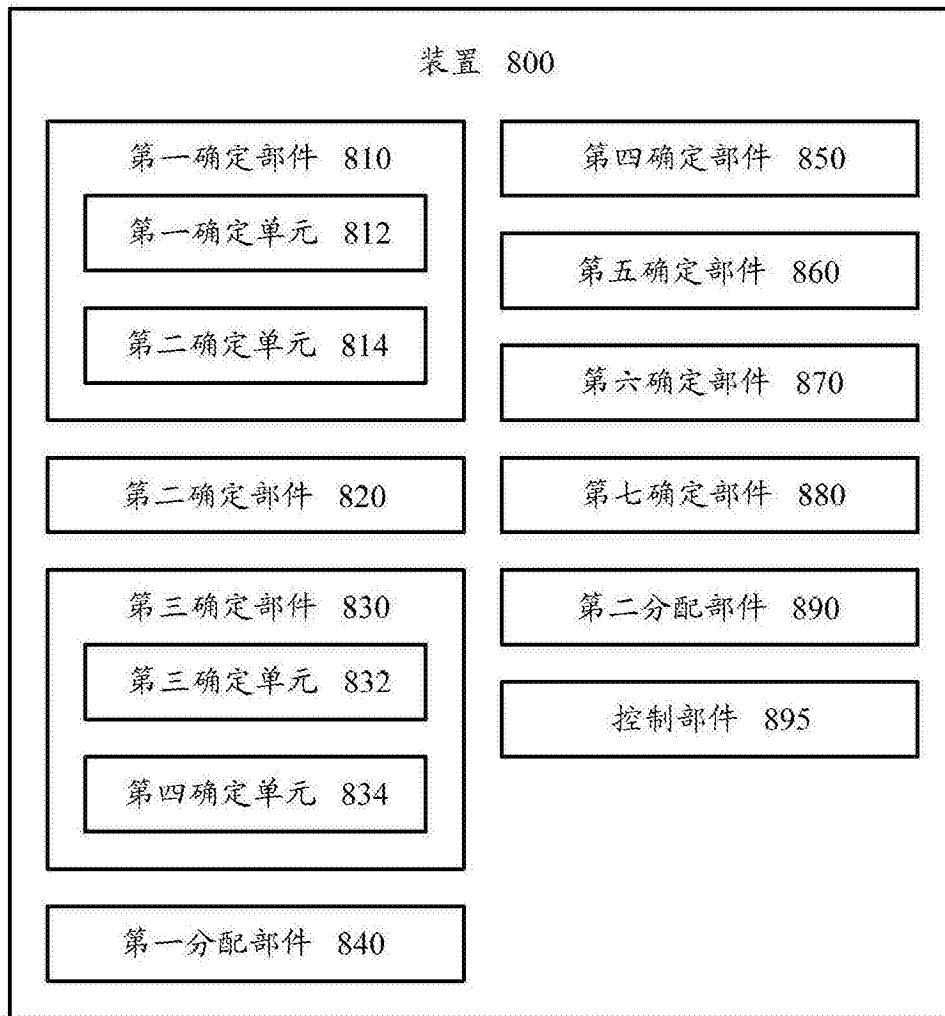 装置 800
第一确定部件 810
第一确定单元 812
第二确定单元 814
第二确定部件 820
第三确定部件 830
第三确定单元 832
第四确定单元 834
第一分配部件 840
第四确定部件 850
第五确定部件 860
第六确定部件 870
第七确定部件 880
第二分配部件 890
控制部件 895